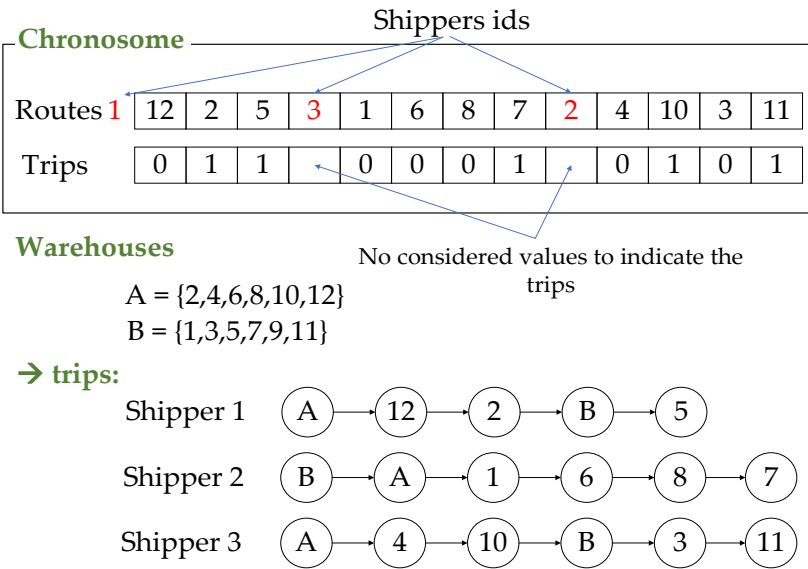 Shippers ids
Chronosome
Routes 1 12 2 5 3 1 6 8 7 2 4 10 3 11
Trips 0 1 1 0 0 0 1 0 1 0 1
Warehouses
No considered values to indicate the
trips
A = {2,4,6,8,10,12}
B = {1,3,5,7,9,11}
→ trips:
Shipper 1 A 12 2 B 5
Shipper 2 B A 1 6 8 7
Shipper 3 A 4 10 B 3 11